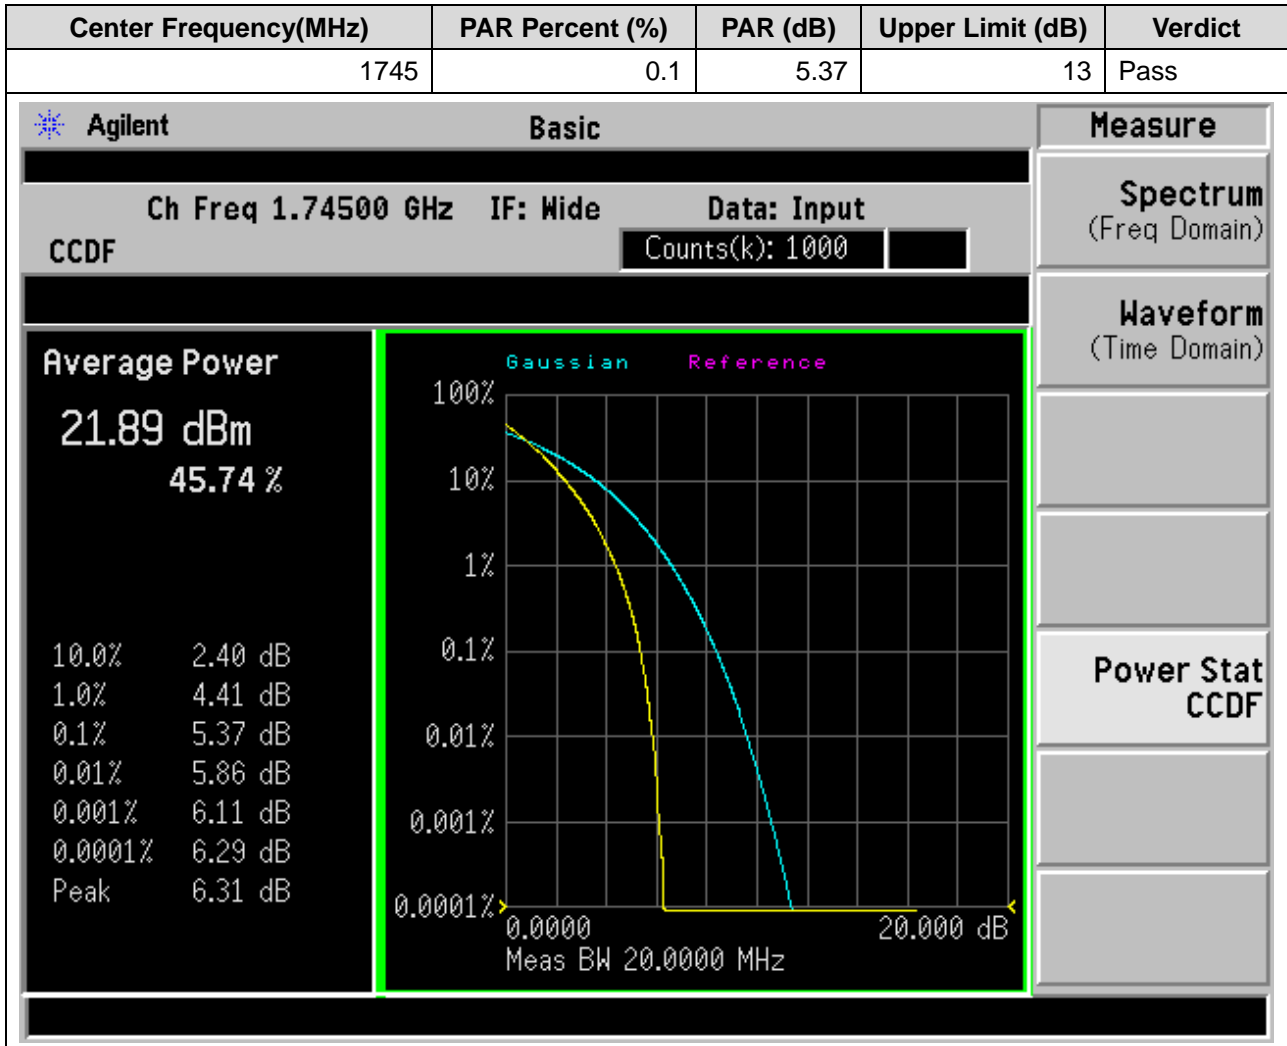 Center Frequency(MHz) PAR Percent (%) PAR (dB) Upper Limit (dB) Verdict
1745 0.1 5.37 13 Pass
Agilent Basic Measure
Ch Freq 1.74500 GHz IF: Wide Data: Input
CCDF Counts(k): 1000
Spectrum
(Freq Domain)
Waveform
(Time Domain)
Power Stat
CCDF
Average Power
21.89 dBm
45.74 %
10.0% 2.40 dB
1.0% 4.41 dB
0.1% 5.37 dB
0.01% 5.86 dB
0.001% 6.11 dB
0.0001% 6.29 dB
Peak 6.31 dB
Gaussian Reference
100%
10%
1%
0.1%
0.01%
0.001%
0.0001%
0.0000 20.000 dB
Meas BW 20.0000 MHz